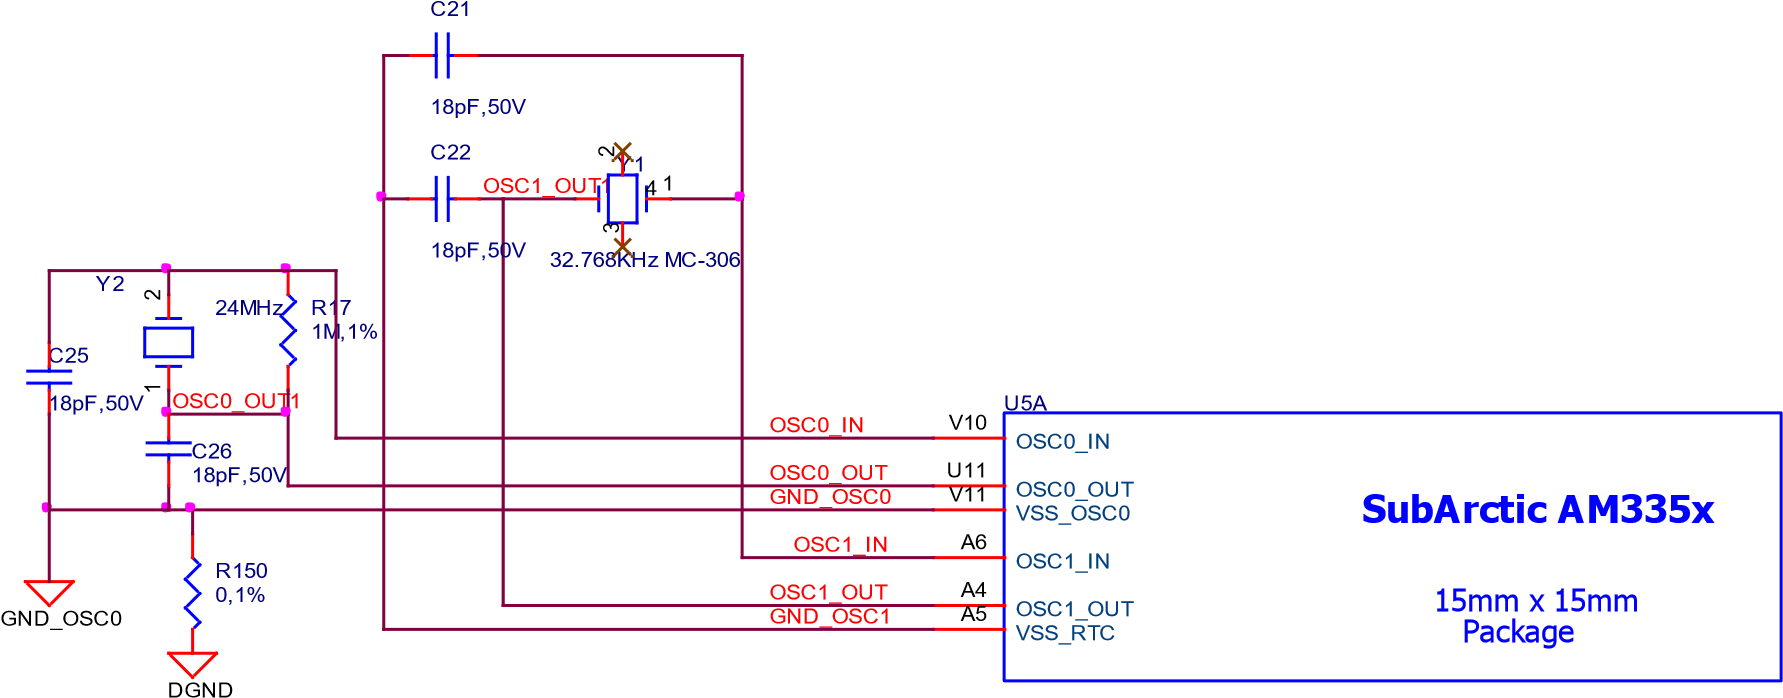 C21
18pF,50V
C22
OSC1_OUT1
18pF,50V
2
Y1
4
1
3
32.768KHz MC-306
Y2
2
24MHz
R17
1M,1%
C25
18pF,50V
1
OSC0_OUT1
C26
18pF,50V
R150
0,1%
GND_OSC0
DGND
U5A
OSC0_IN V10 OSC0_IN
OSC0_OUT U11 OSC0_OUT
GND_OSC0 V11 VSS_OSC0
OSC1_IN A6 OSC1_IN
OSC1_OUT A4 OSC1_OUT
GND_OSC1 A5 VSS_RTC
SubArctic AM335x
15mm x 15mm
Package